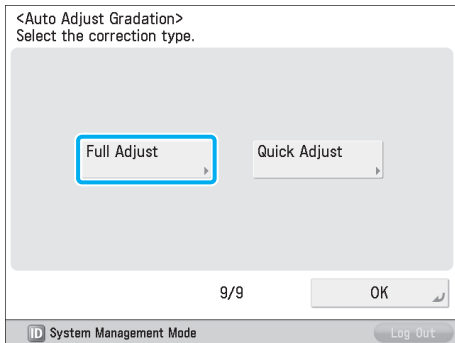 <Auto Adjust Gradation>
Select the correction type.
Full Adjust
Quick Adjust
9/9
OK
ID System Management Mode
Log Out